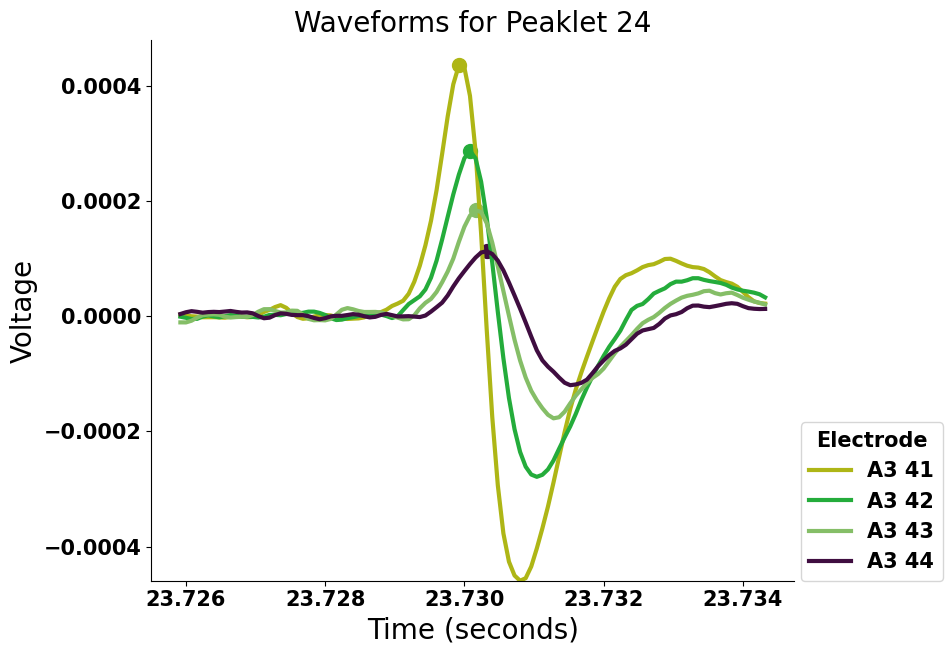 Waveforms for Peaklet 24
Voltage
0.0004
0.0002
0.0000
−0.0002
−0.0004
23.726 23.728 23.730 23.732 23.734
Time (seconds)
Electrode
A3 41
A3 42
A3 43
A3 44